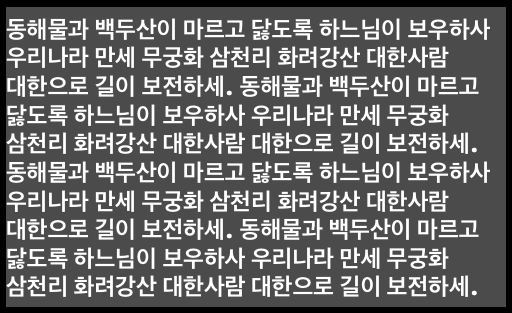 동해물과 백두산이 마르고 닳도록 하느님이 보우하사
우리나라 만세 무궁화 삼천리 화려강산 대한사람
대한으로 길이 보전하세. 동해물과 백두산이 마르고
닳도록 하느님이 보우하사 우리나라 만세 무궁화
삼천리 화려강산 대한사람 대한으로 길이 보전하세.
동해물과 백두산이 마르고 닳도록 하느님이 보우하사
우리나라 만세 무궁화 삼천리 화려강산 대한사람
대한으로 길이 보전하세. 동해물과 백두산이 마르고
닳도록 하느님이 보우하사 우리나라 만세 무궁화
삼천리 화려강산 대한사람 대한으로 길이 보전하세.